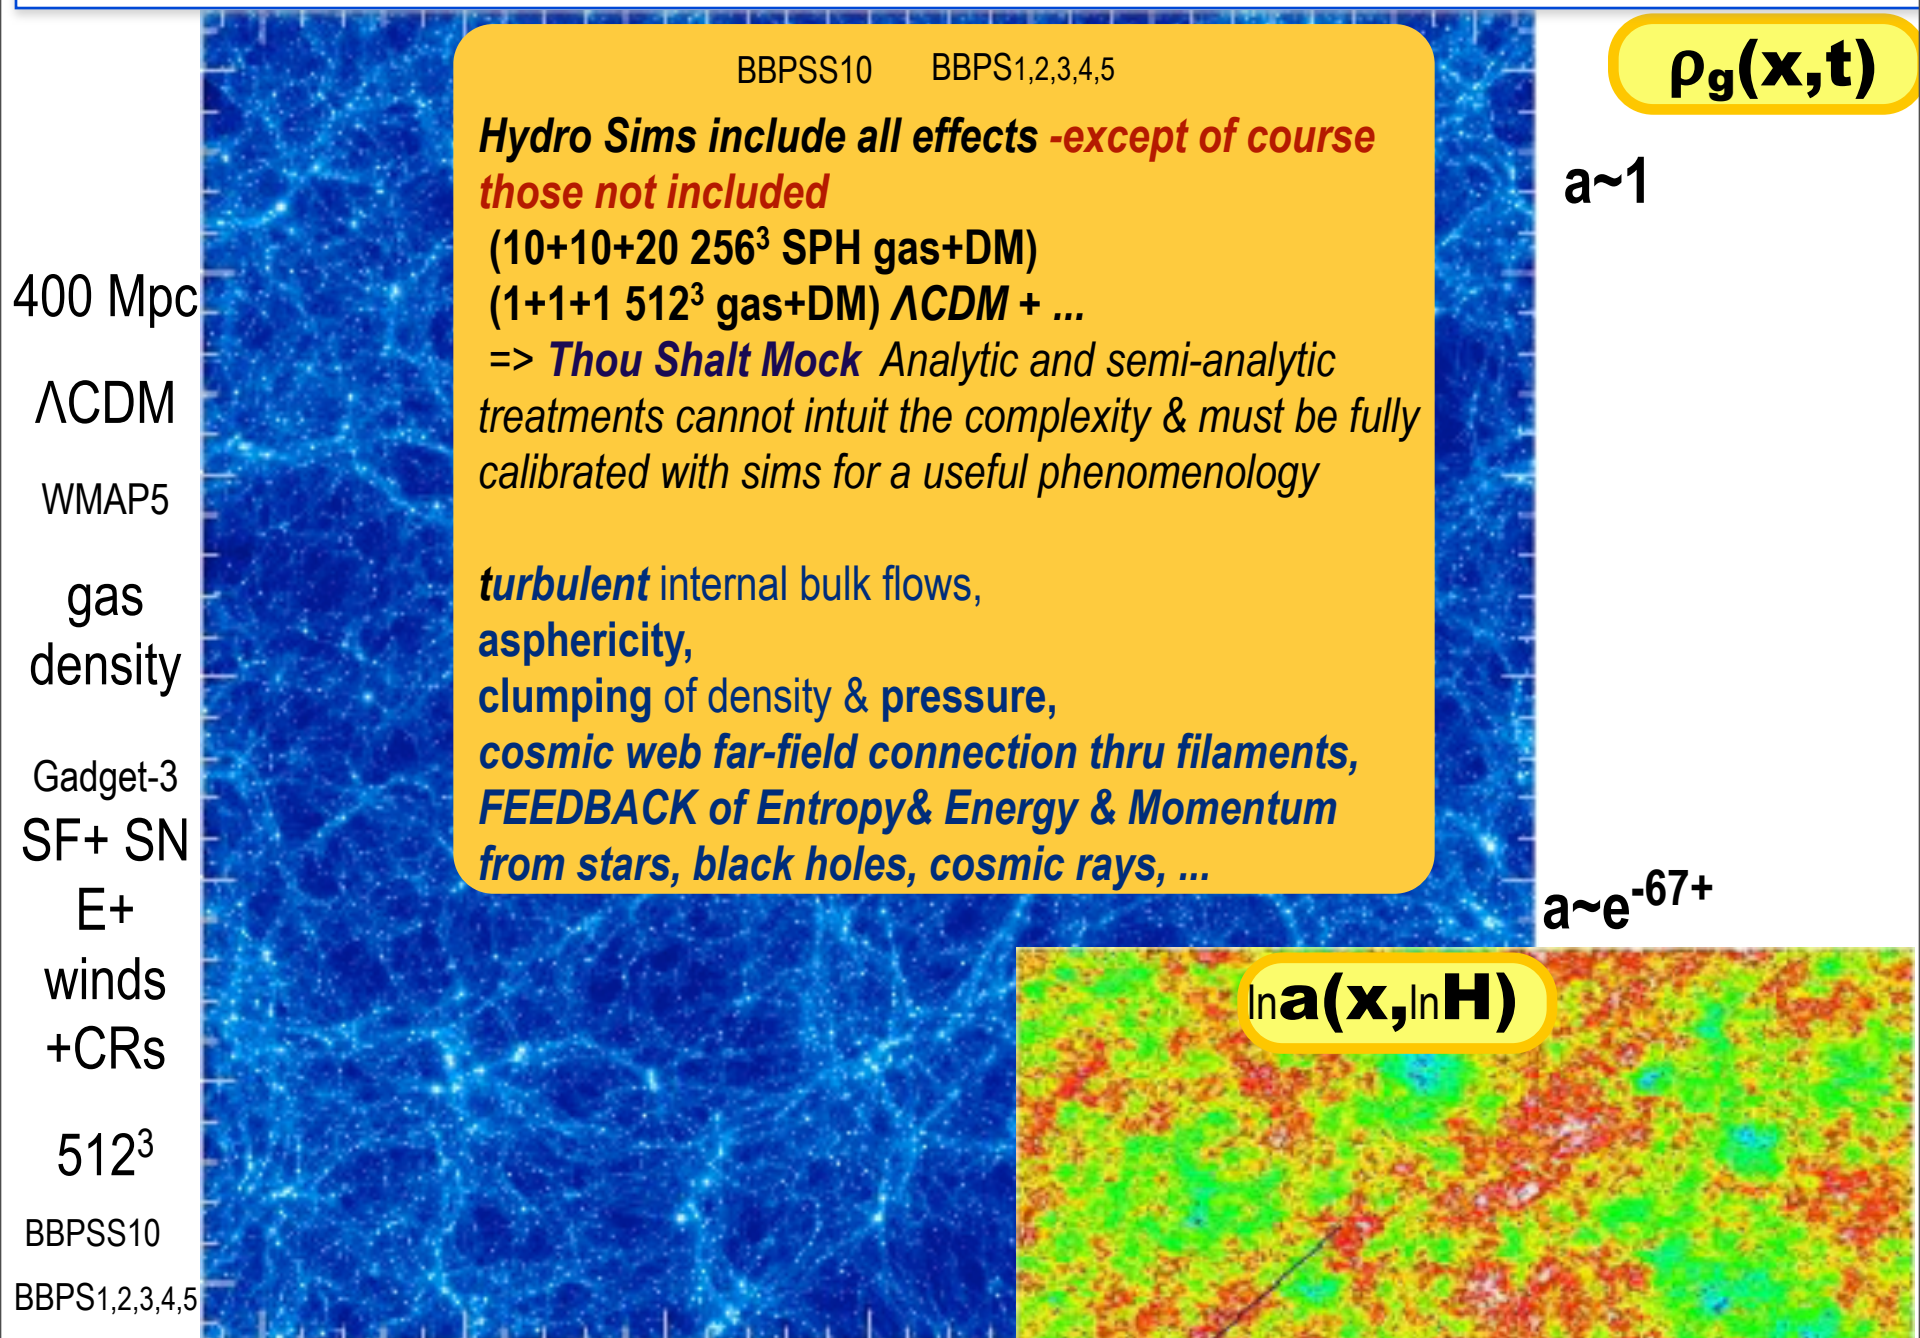 BBPSS10 BBPS1,2,3,4,5
Hydro Sims include all effects -except of course
those not included
(10+10+20 256³ SPH gas+DM)
(1+1+1 512³ gas+DM) ΛCDM + ...
=> Thou Shalt Mock Analytic and semi-analytic
treatments cannot intuit the complexity & must be fully
calibrated with sims for a useful phenomenology
turbulent internal bulk flows,
asphericity,
clumping of density & pressure,
cosmic web far-field connection thru filaments,
FEEDBACK of Entropy& Energy & Momentum
from stars, black holes, cosmic rays, ...
400 Mpc
ΛCDM
WMAP5
gas
density
Gadget-3
SF+ SN
E+
winds
+CRs
512³
BBPSS10
BBPS1,2,3,4,5
ρg(x,t)
a~1
a~e⁻⁶⁷⁺
lna(x,lnH)